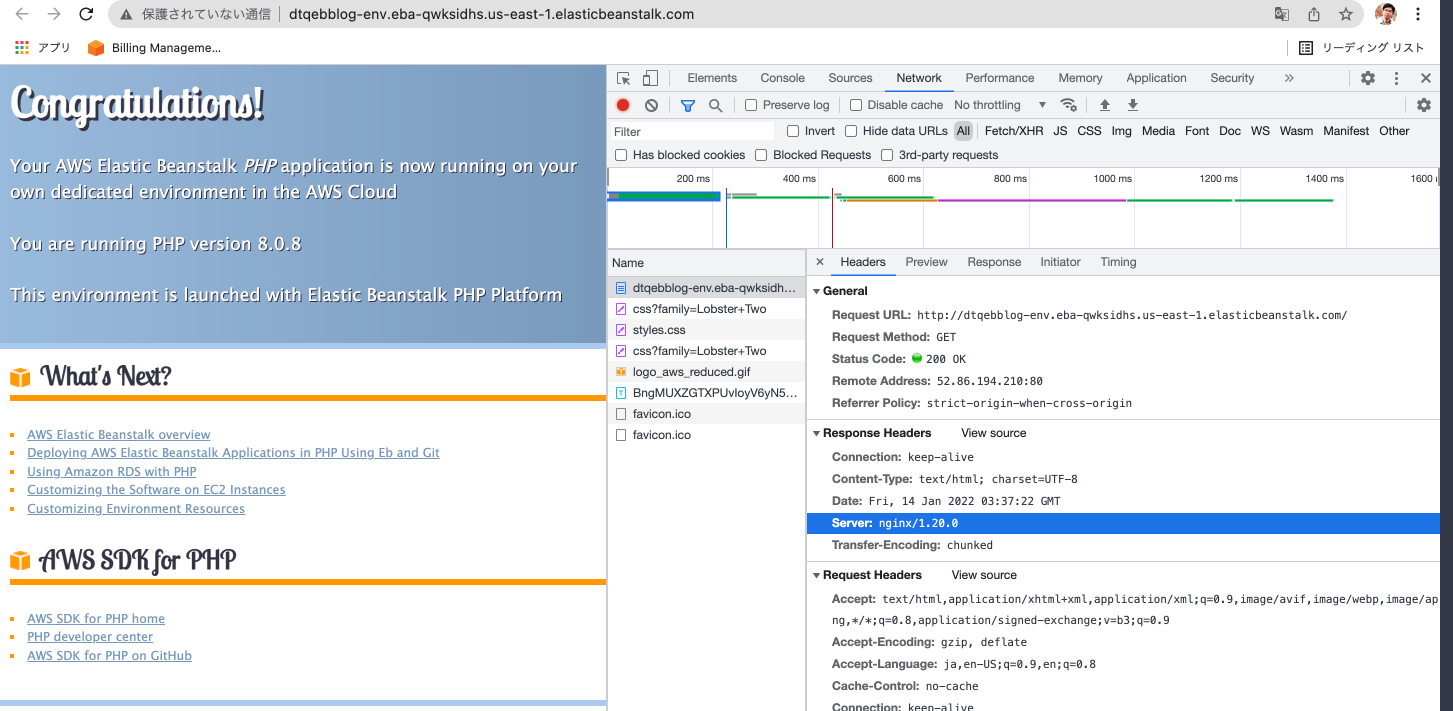 保護されていない通信 dtqebblog-env.eba-qwksidhs.us-east-1.elasticbeanstalk.com
アプリ Billing Manageme... リーディング リスト
Congratulations!
Your AWS Elastic Beanstalk PHP application is now running on your
own dedicated environment in the AWS Cloud
You are running PHP version 8.0.8
This environment is launched with Elastic Beanstalk PHP Platform
What's Next?
AWS Elastic Beanstalk overview
Deploying AWS Elastic Beanstalk Applications in PHP Using Eb and Git
Using Amazon RDS with PHP
Customizing the Software on EC2 Instances
Customizing Environment Resources
AWS SDK for PHP
AWS SDK for PHP home
PHP developer center
AWS SDK for PHP on GitHub
Elements Console Sources Network Performance Memory Application Security »
Preserve log Disable cache No throttling
Filter Invert Hide data URLs All Fetch/XHR JS CSS Img Media Font Doc WS Wasm Manifest Other
Has blocked cookies Blocked Requests 3rd-party requests
200 ms 400 ms 600 ms 800 ms 1000 ms 1200 ms 1400 ms 1600
Name
dtqebblog-env.eba-qwksidh...
css?family=Lobster+Two
styles.css
css?family=Lobster+Two
logo_aws_reduced.gif
BngMUXZGTXPUvIoyV6yN5...
favicon.ico
favicon.ico
× Headers Preview Response Initiator Timing
General
Request URL: http://dtqebblog-env.eba-qwksidhs.us-east-1.elasticbeanstalk.com/
Request Method: GET
Status Code: 200 OK
Remote Address: 52.86.194.210:80
Referrer Policy: strict-origin-when-cross-origin
Response Headers View source
Connection: keep-alive
Content-Type: text/html; charset=UTF-8
Date: Fri, 14 Jan 2022 03:37:22 GMT
Server: nginx/1.20.0
Transfer-Encoding: chunked
Request Headers View source
Accept: text/html,application/xhtml+xml,application/xml;q=0.9,image/avif,image/webp,image/ap
ng,*/*;q=0.8,application/signed-exchange;v=b3;q=0.9
Accept-Encoding: gzip, deflate
Accept-Language: ja,en-US;q=0.9,en;q=0.8
Cache-Control: no-cache
Connection: keep-alive